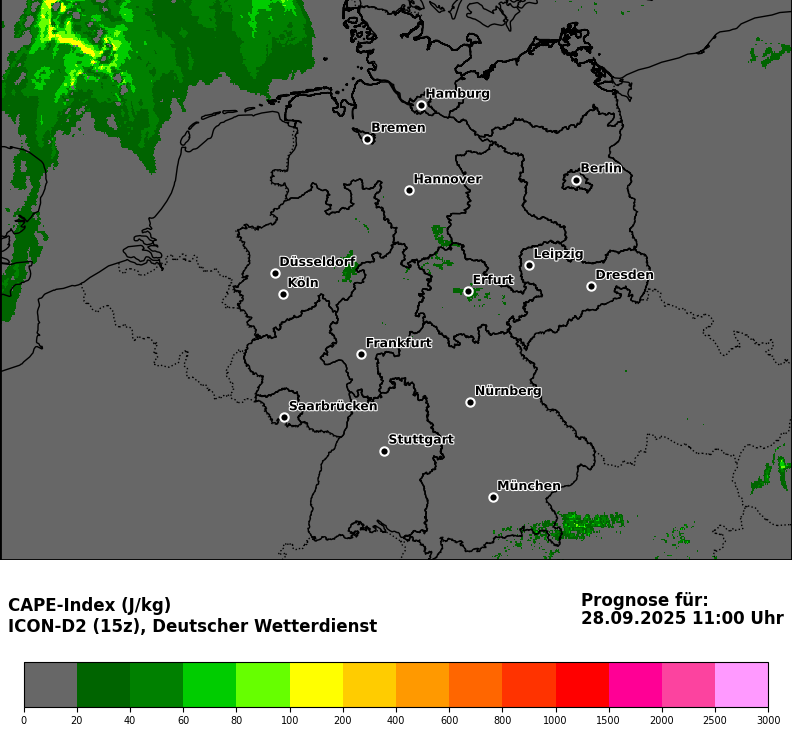 Hamburg
Bremen
Berlin
Hannover
Leipzig
Düsseldorf
Dresden
Köln
Erfurt
Frankfurt
Nürnberg
Saarbrücken
Stuttgart
München
CAPE-Index (J/kg)
ICON-D2 (15z), Deutscher Wetterdienst
Prognose für:
28.09.2025 11:00 Uhr
0 20 40 60 80 100 200 400 600 800 1000 1500 2000 2500 3000